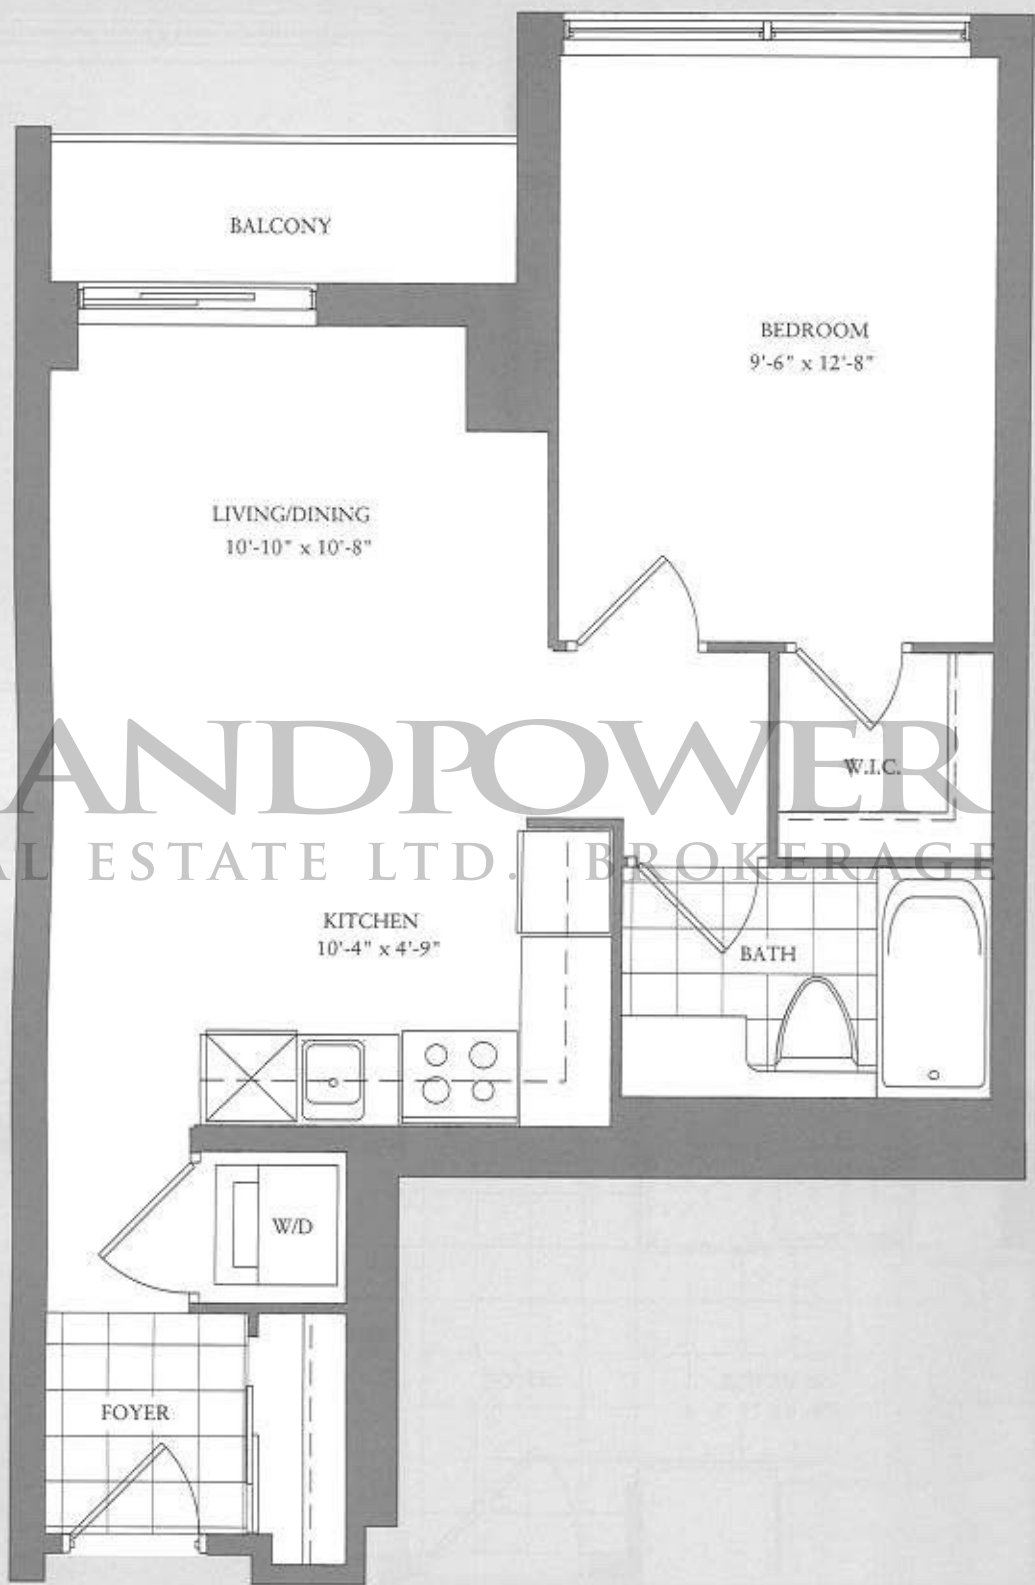 BALCONY
BEDROOM
9'-6" x 12'-8"
LIVING/DINING
10'-10" x 10'-8"
ANDPOWER
W.I.C.
AL ESTATE LTD. BROKERAGE
KITCHEN
10'-4" x 4'-9"
BATH
W/D
FOYER